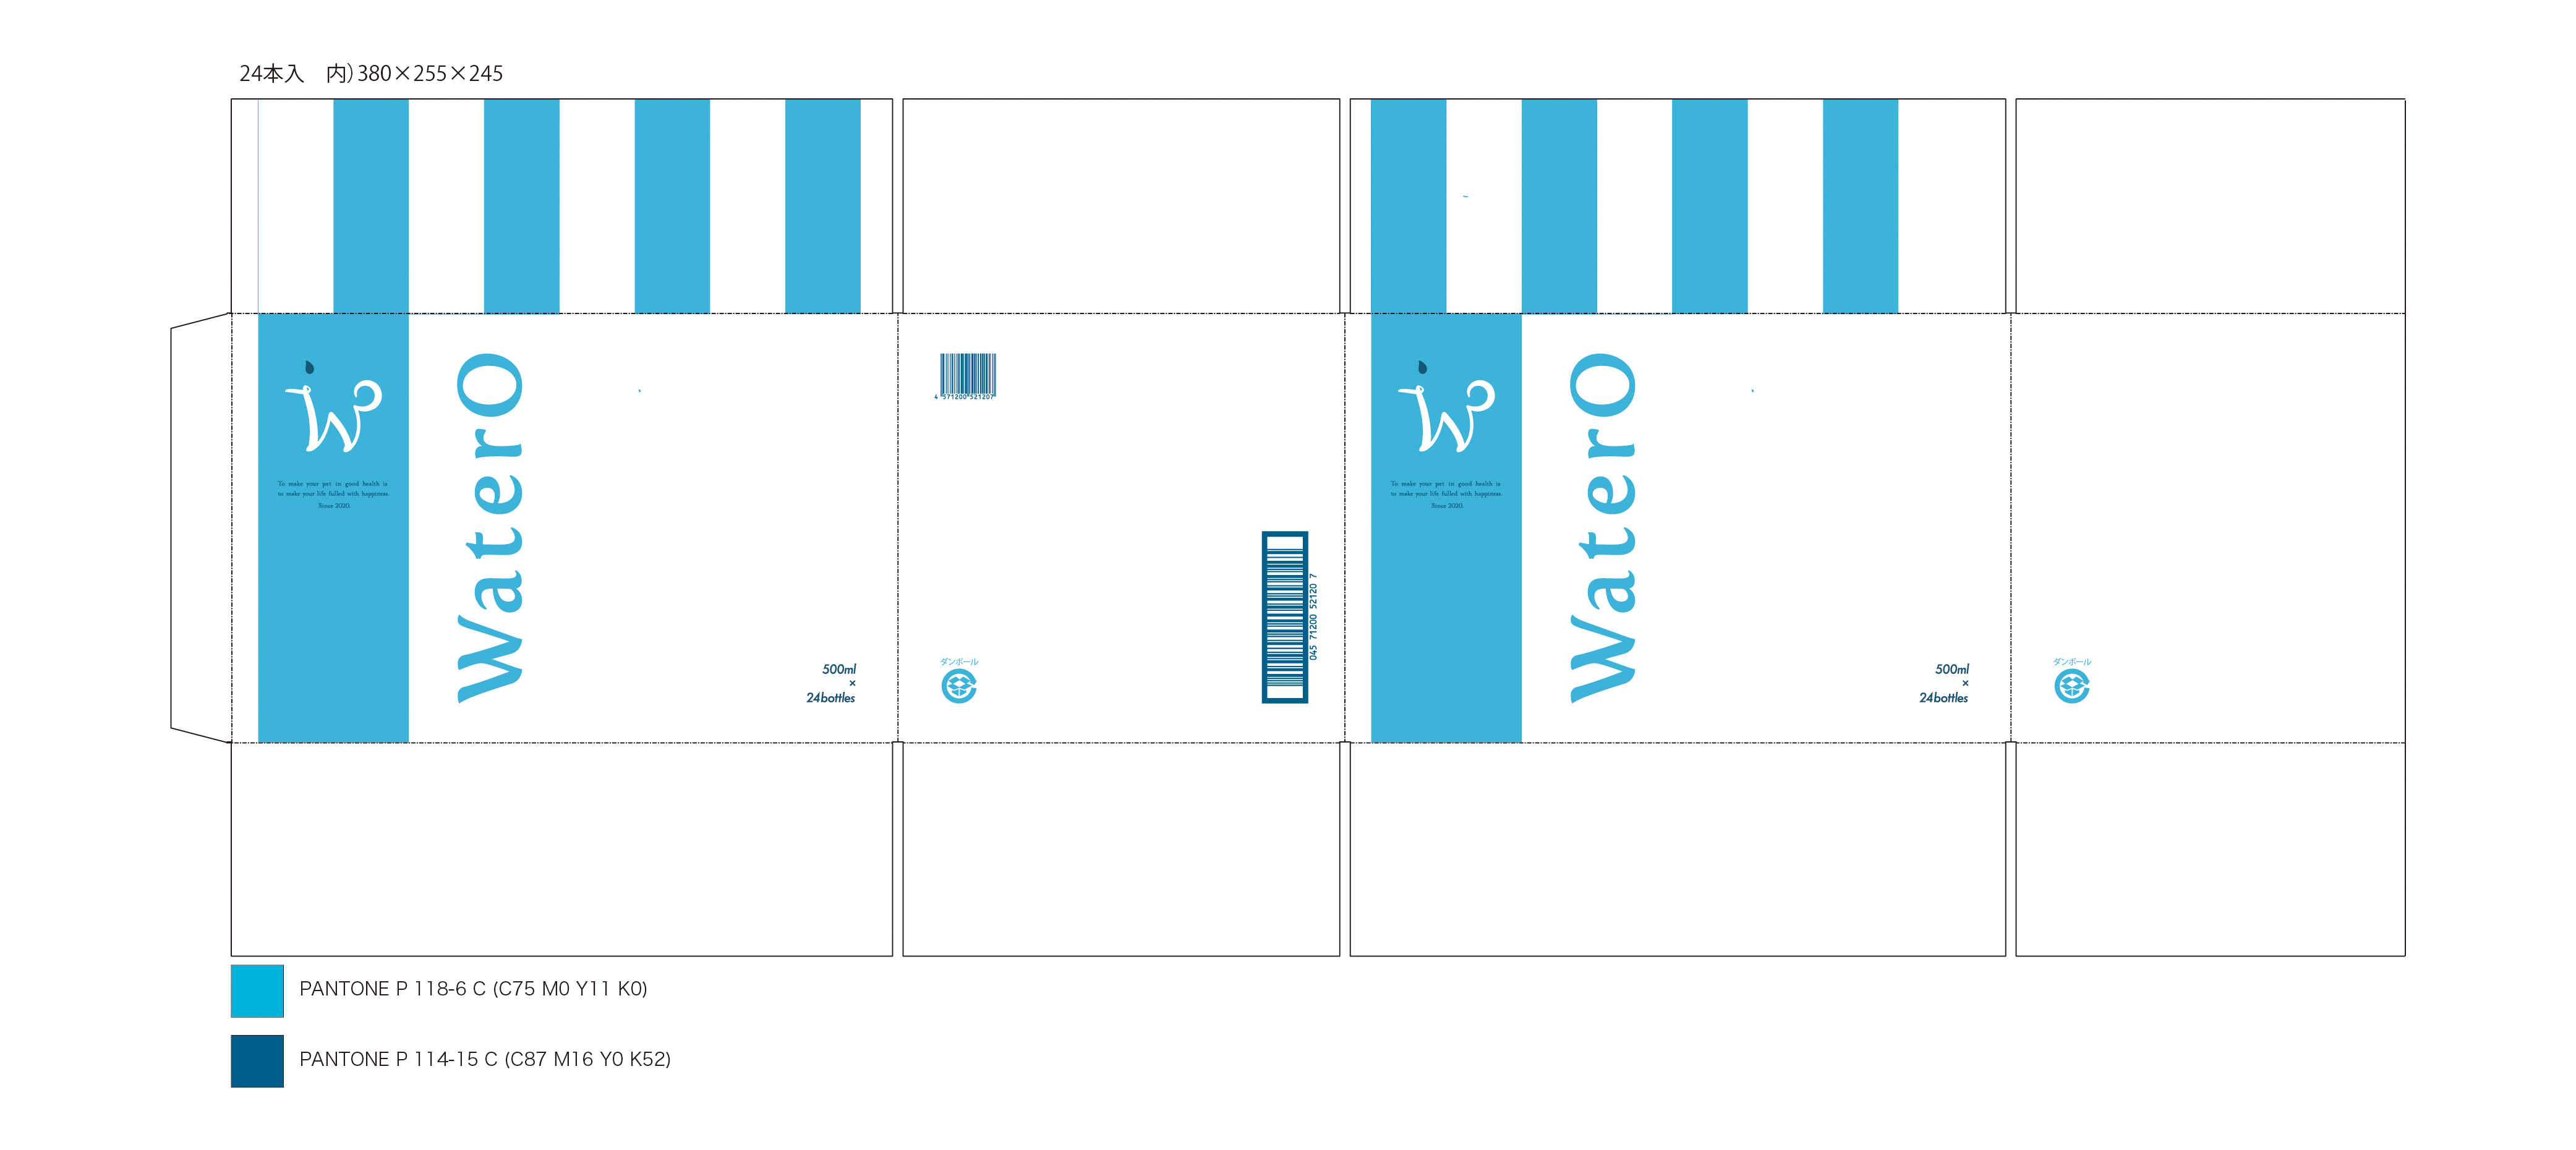 24本入　内)380×255×245
To make your pet in good health is
to make your life fulled with happiness.
Since 2020.
WaterO
500ml
×
24bottles
4 571200 521207
ダンボール
045 71200 52120 7
To make your pet in good health is
to make your life fulled with happiness.
Since 2020.
WaterO
500ml
×
24bottles
ダンボール
PANTONE P 118-6 C (C75 M0 Y11 K0)
PANTONE P 114-15 C (C87 M16 Y0 K52)